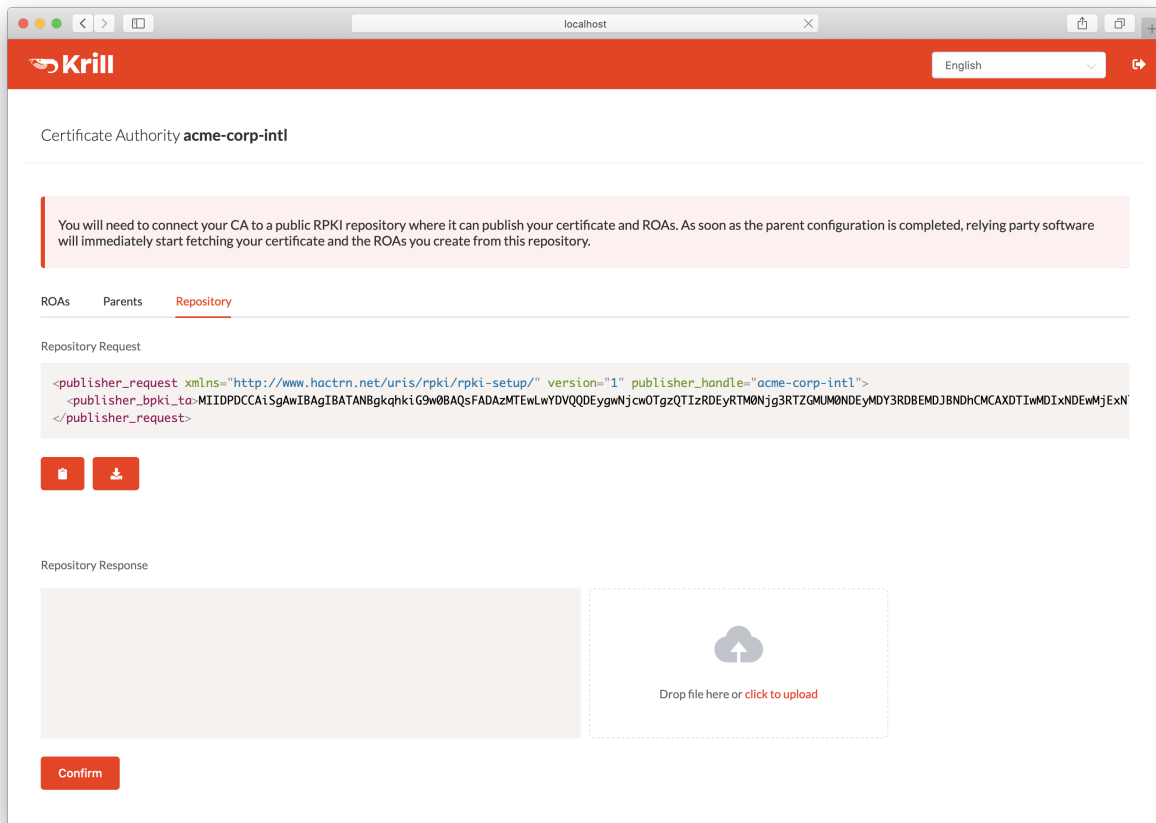 localhost
Krill
English
Certificate Authority acme-corp-intl
You will need to connect your CA to a public RPKI repository where it can publish your certificate and ROAs. As soon as the parent configuration is completed, relying party software
will immediately start fetching your certificate and the ROAs you create from this repository.
ROAs Parents Repository
Repository Request
<publisher_request xmlns="http://www.hactrn.net/uris/rpki/rpki-setup/" version="1" publisher_handle="acme-corp-intl">
<publisher_bpki_ta>MIIDPDCCAiSgAwIBAgIBATANBgkqhkiG9w0BAQsFADAzMTEwLwYDVQQDEygwNjcwOTgzQTIzRDEyRTM0Njg3RTZGMUM0NDEyMDY3RDBEMDJBNDhCMCAXDTIwMDIxNDEwMjExN
</publisher_request>
Repository Response
Drop file here or click to upload
Confirm